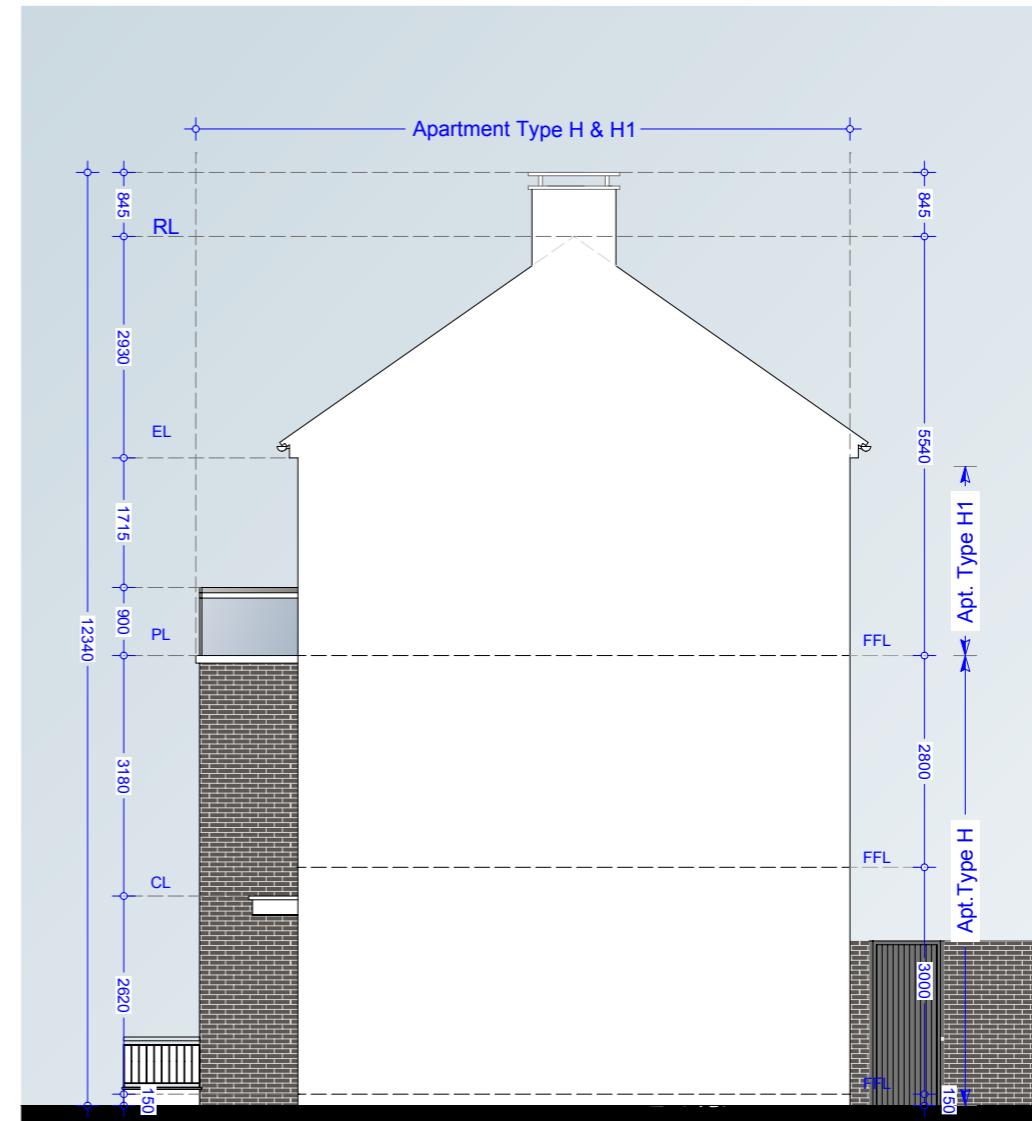 Apartment Type H & H1
845
RL
2930
EL
1715
900
PL
12340
3180
CL
2620
150
845
5540
Apt. Type H1
FFL
2800
FFL
Apt.Type H
3000
FFL
150